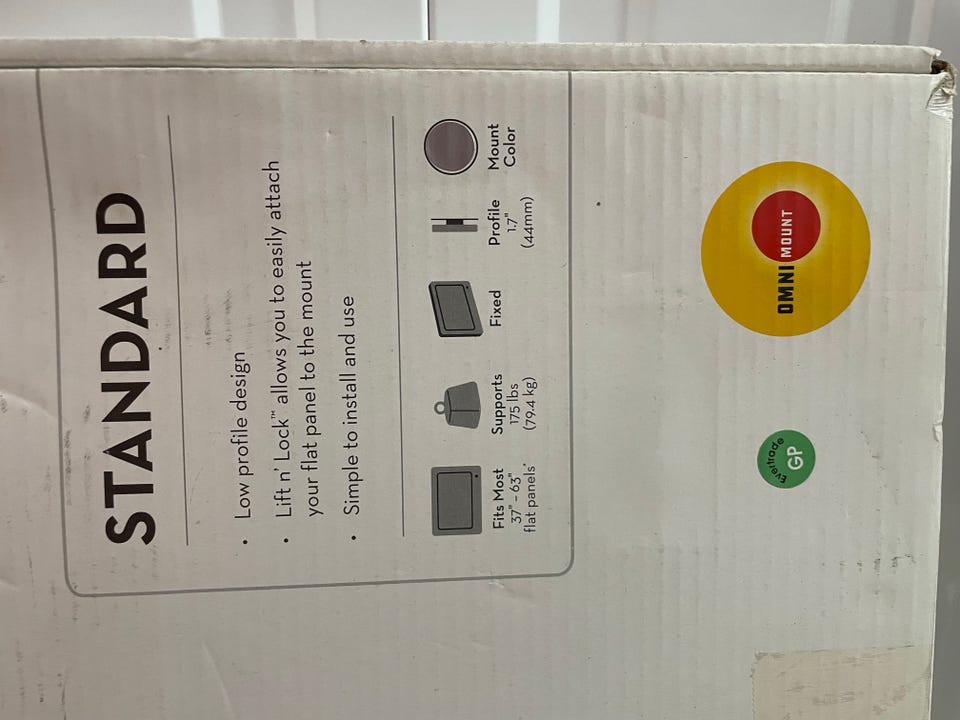 STANDARD
• Low profile design
• Lift n' Lock™ allows you to easily attach
your flat panel to the mount
• Simple to install and use
Fits Most
37" – 63"
flat panels*
Supports
175 lbs
(79.4 kg)
Fixed
Profile
1.7"
(44mm)
Mount
Color
Evertrade
GP
OMNI MOUNT